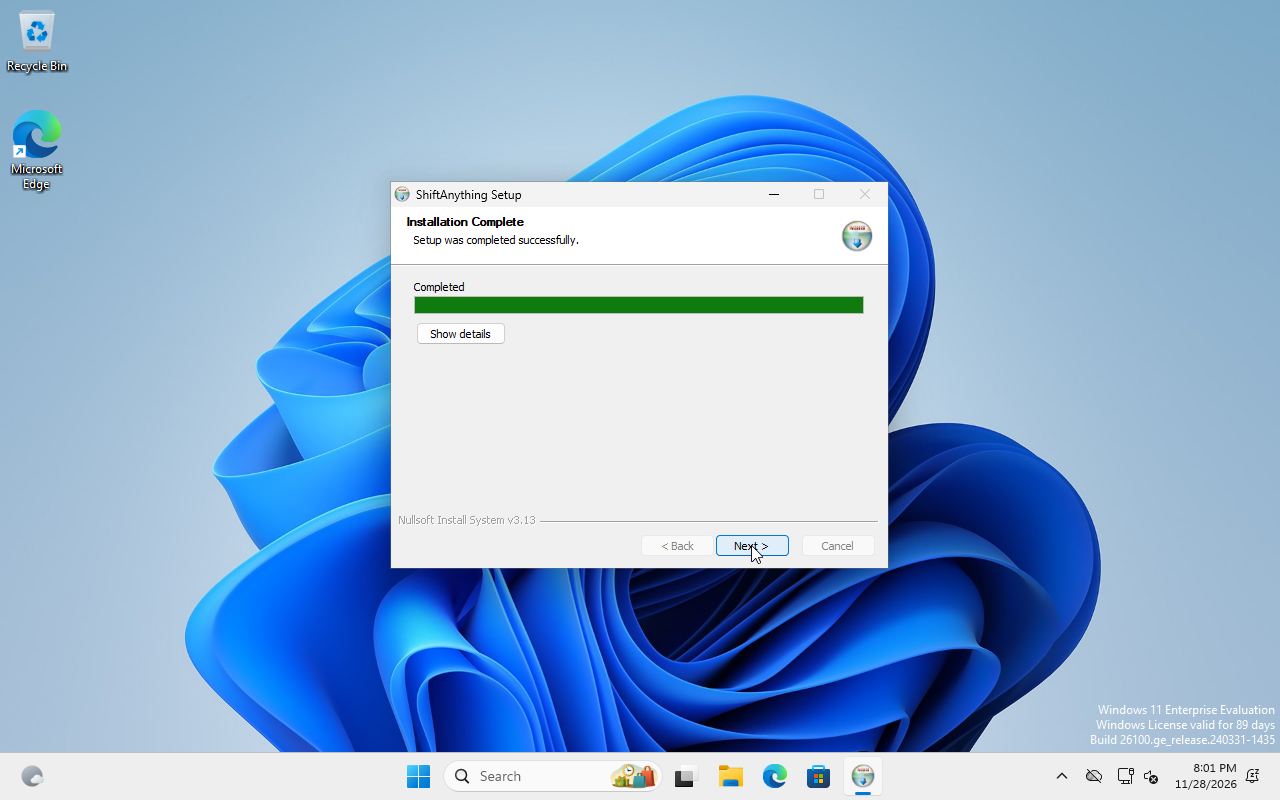 Recycle Bin
Microsoft
Edge
ShiftAnything Setup
Installation Complete
Setup was completed successfully.
Completed
Show details
Nullsoft Install System v3.13
< Back
Next >
Cancel
Windows 11 Enterprise Evaluation
Windows License valid for 89 days
Build 26100.ge_release.240331-1435
Search
8:01 PM
11/28/2026